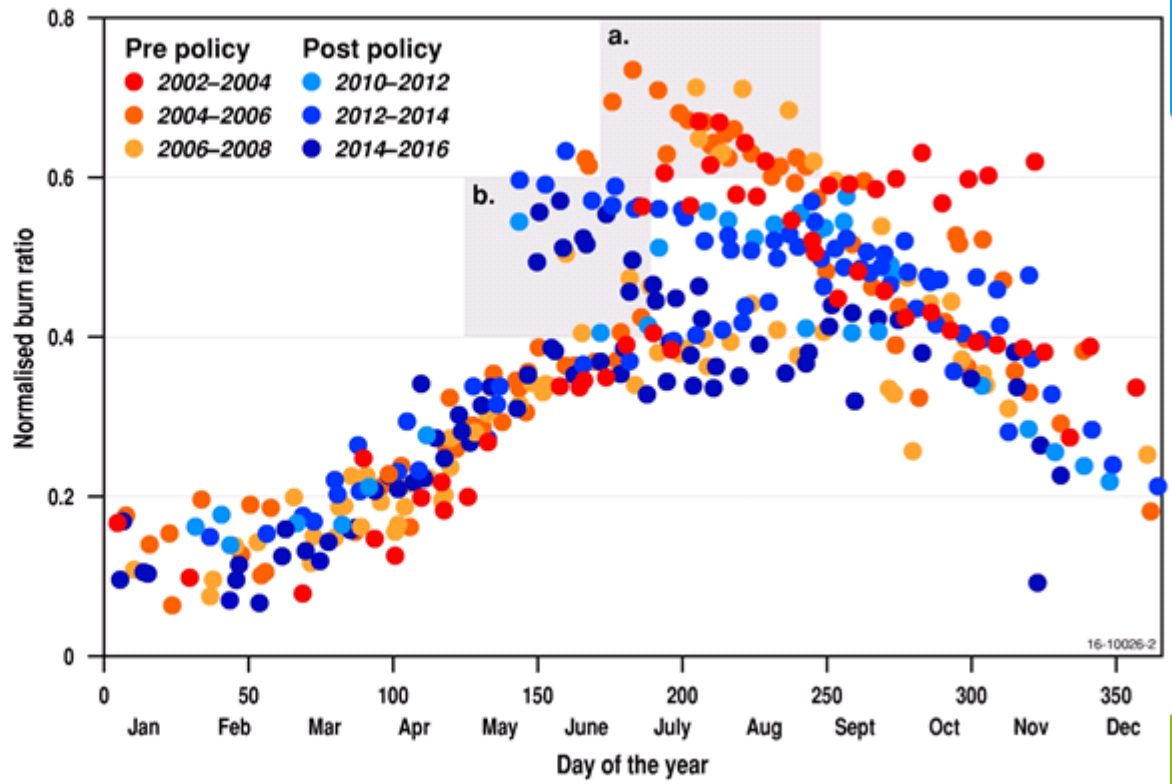 0.8
a.
Pre policy Post policy
2002–2004 2010–2012
2004–2006 2012–2014
2006–2008 2014–2016
0.6
b.
Normalised burn ratio
0.4
0.2
16-10026-2
0
0 50 100 150 200 250 300 350
Jan Feb Mar Apr May June July Aug Sept Oct Nov Dec
Day of the year